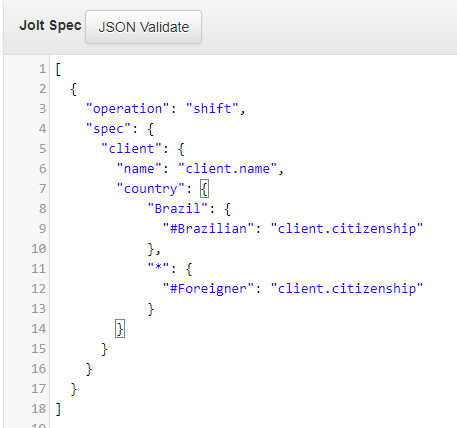 Jolt Spec JSON Validate
1 [
2   {
3     "operation": "shift",
4     "spec": {
5       "client": {
6         "name": "client.name",
7         "country": {
8             "Brazil": {
9               "#Brazilian": "client.citizenship"
10             },
11             "*": {
12               "#Foreigner": "client.citizenship"
13             }
14         }
15       }
16     }
17   }
18 ]